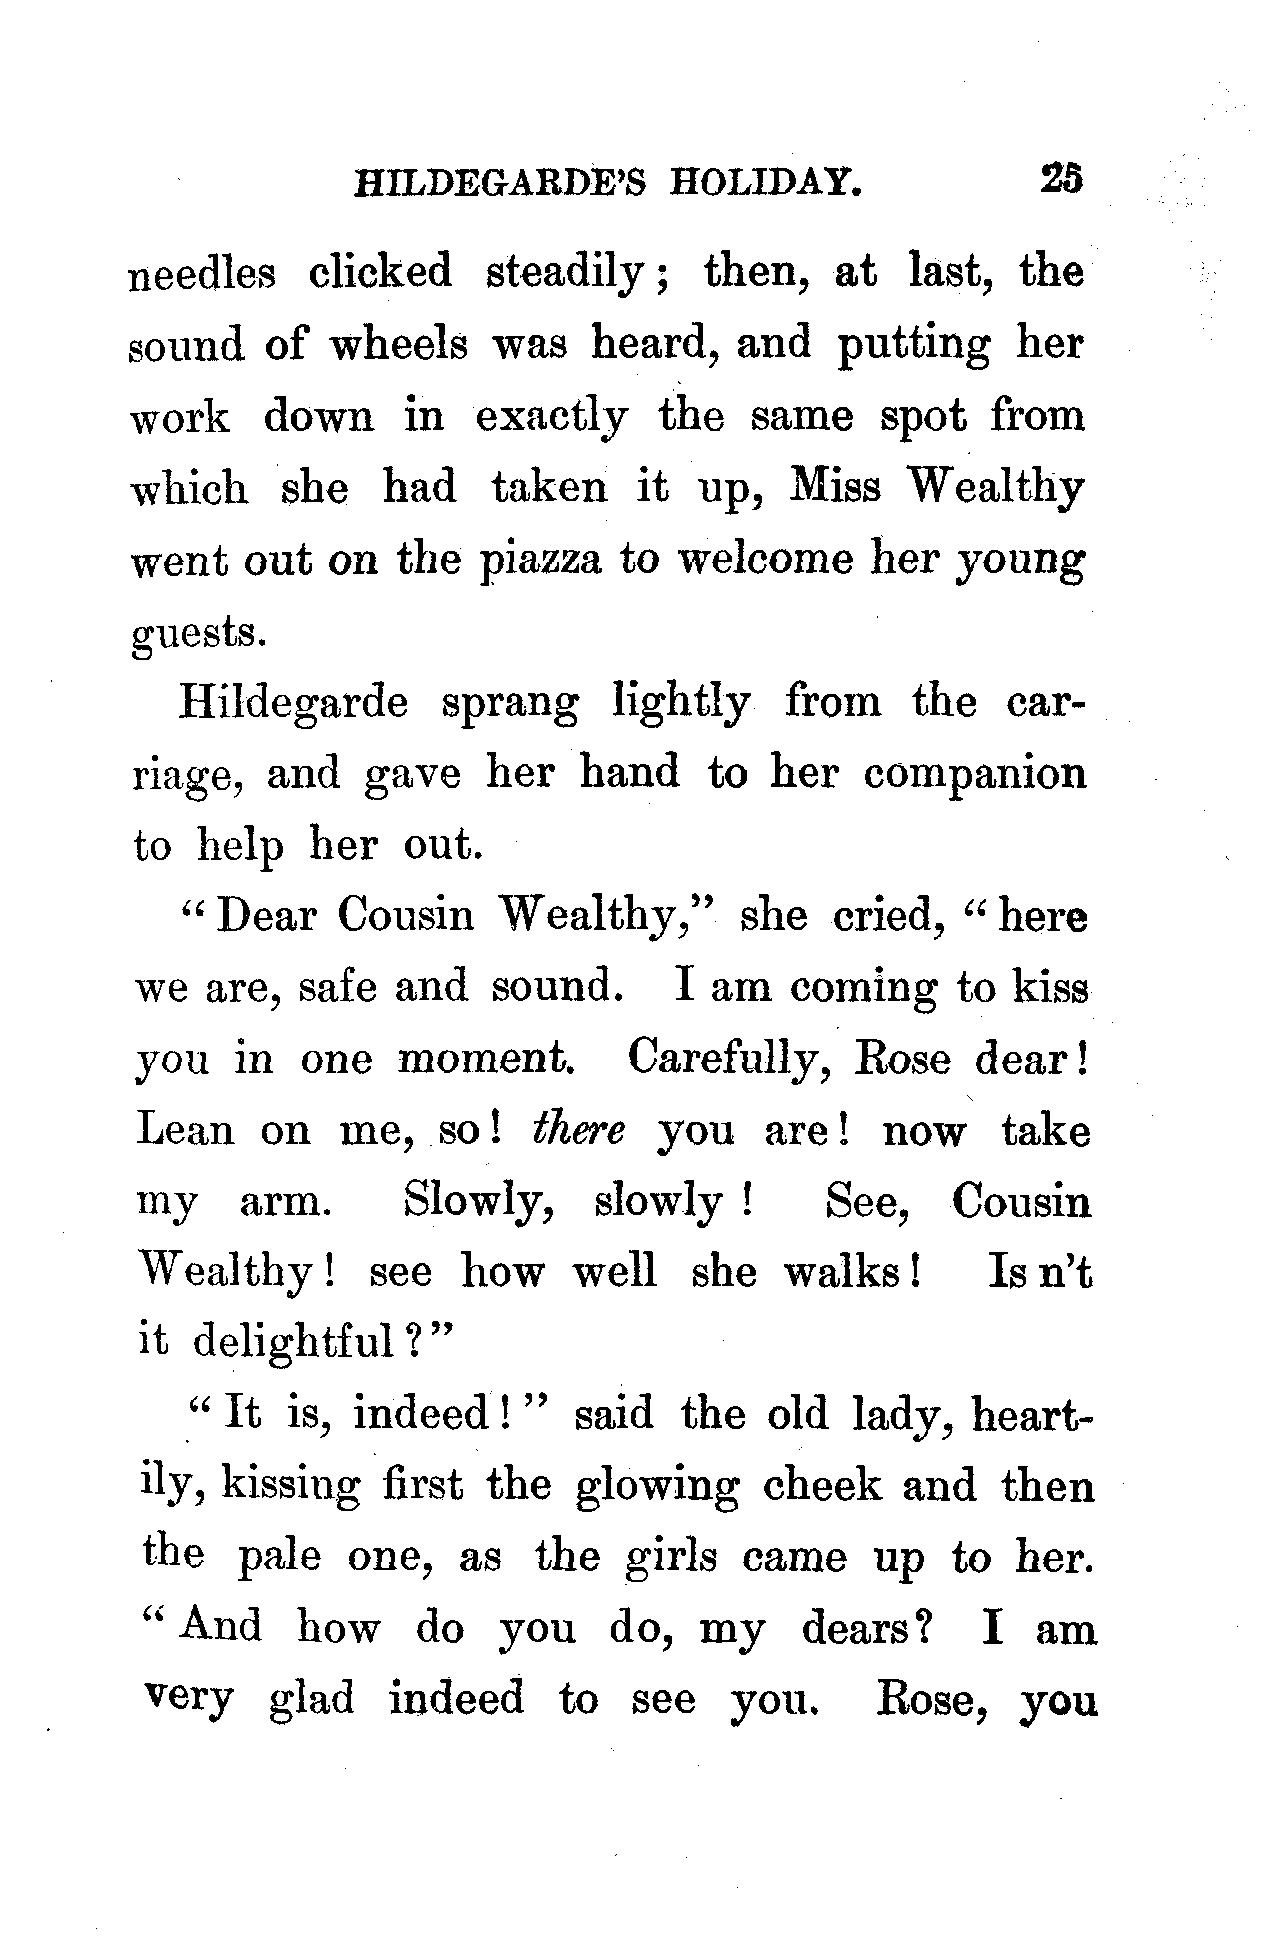 HILDEGARDE'S HOLIDAY. 25
needles clicked steadily; then, at last, the
sound of wheels was heard, and putting her
work down in exactly the same spot from
which she had taken it up, Miss Wealthy
went out on the piazza to welcome her young
guests.
Hildegarde sprang lightly from the car-
riage, and gave her hand to her companion
to help her out.
"Dear Cousin Wealthy," she cried, "here
we are, safe and sound. I am coming to kiss
you in one moment. Carefully, Rose dear!
Lean on me, so! there you are! now take
my arm. Slowly, slowly! See, Cousin
Wealthy! see how well she walks! Is n't
it delightful?"
"It is, indeed!" said the old lady, heart-
ily, kissing first the glowing cheek and then
the pale one, as the girls came up to her.
"And how do you do, my dears? I am
very glad indeed to see you. Rose, you